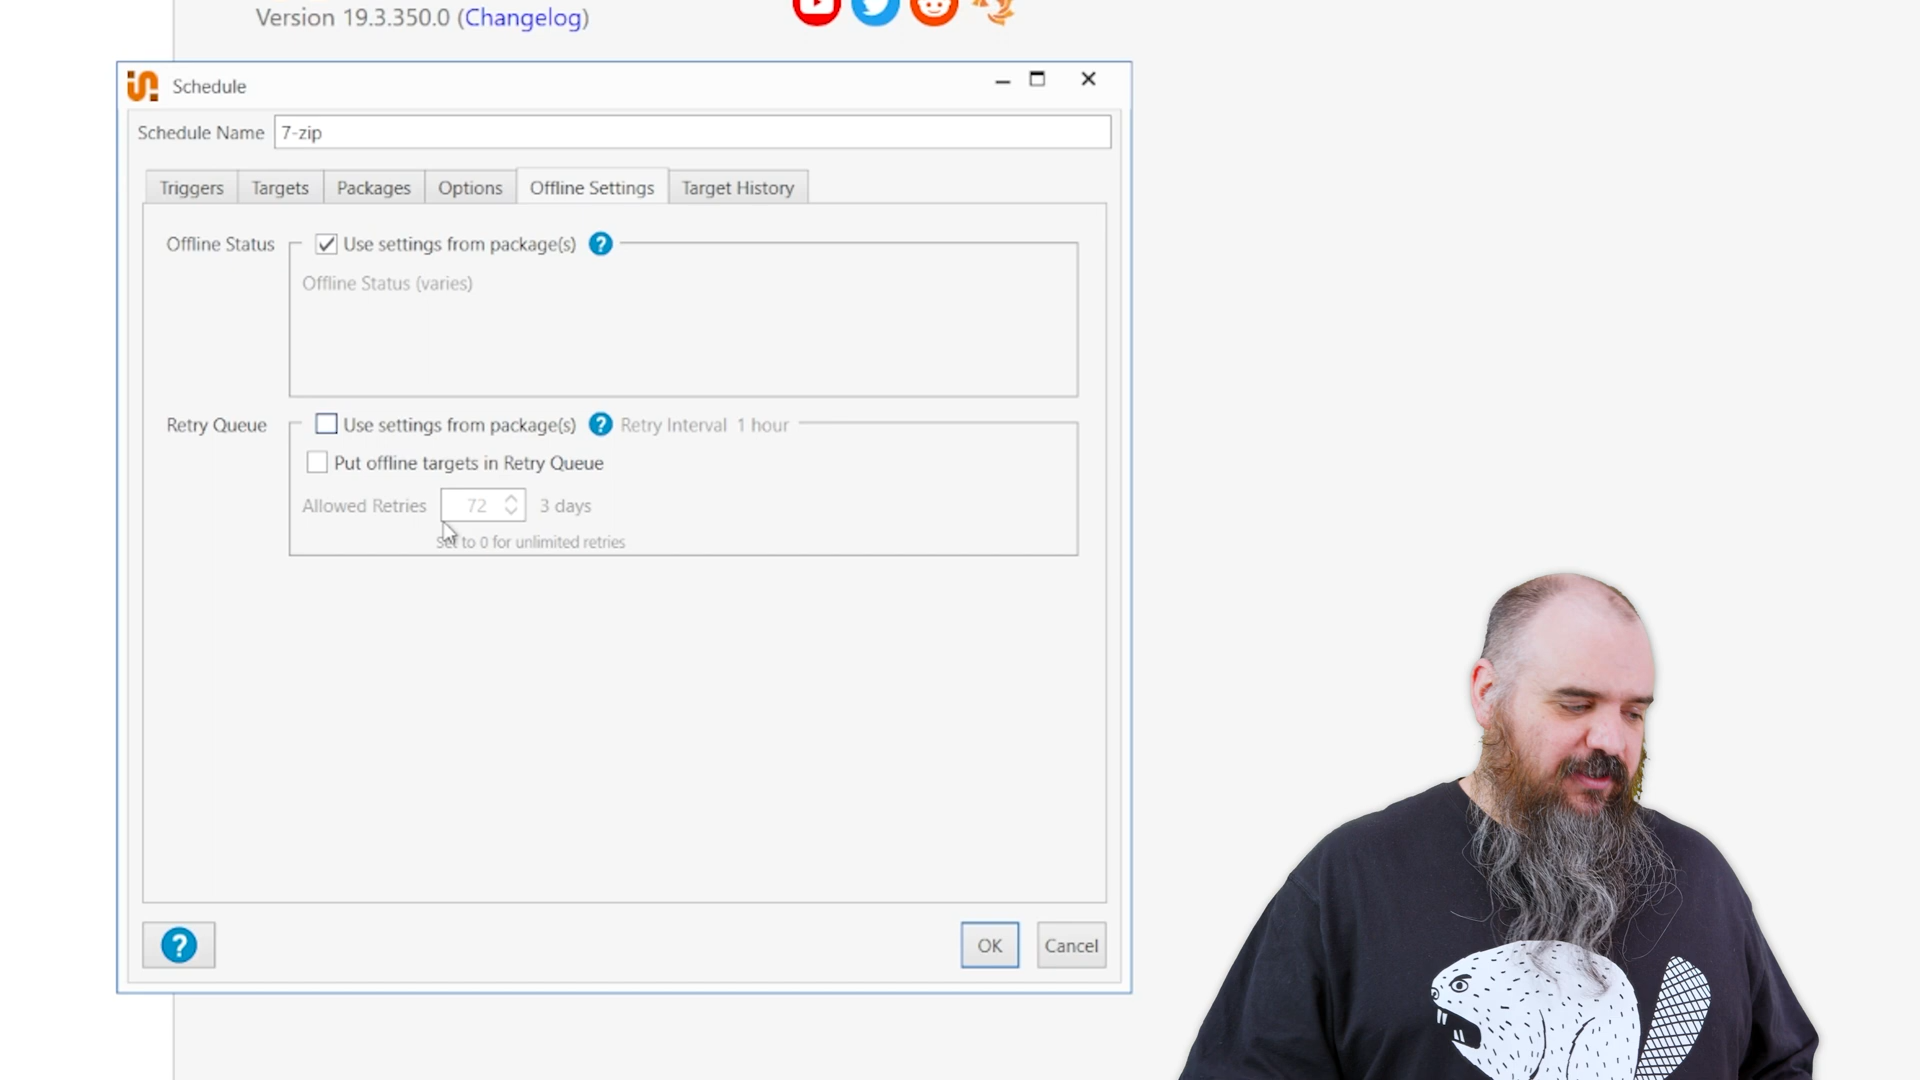 Version 19.3.350.0 (Changelog)
Schedule
Schedule Name 7-zip
Triggers Targets Packages Options Offline Settings Target History
Offline Status Use settings from package(s) ?
Offline Status (varies)
Retry Queue Use settings from package(s) ? Retry Interval 1 hour
Put offline targets in Retry Queue
Allowed Retries 72 3 days
Set to 0 for unlimited retries
? OK Cancel